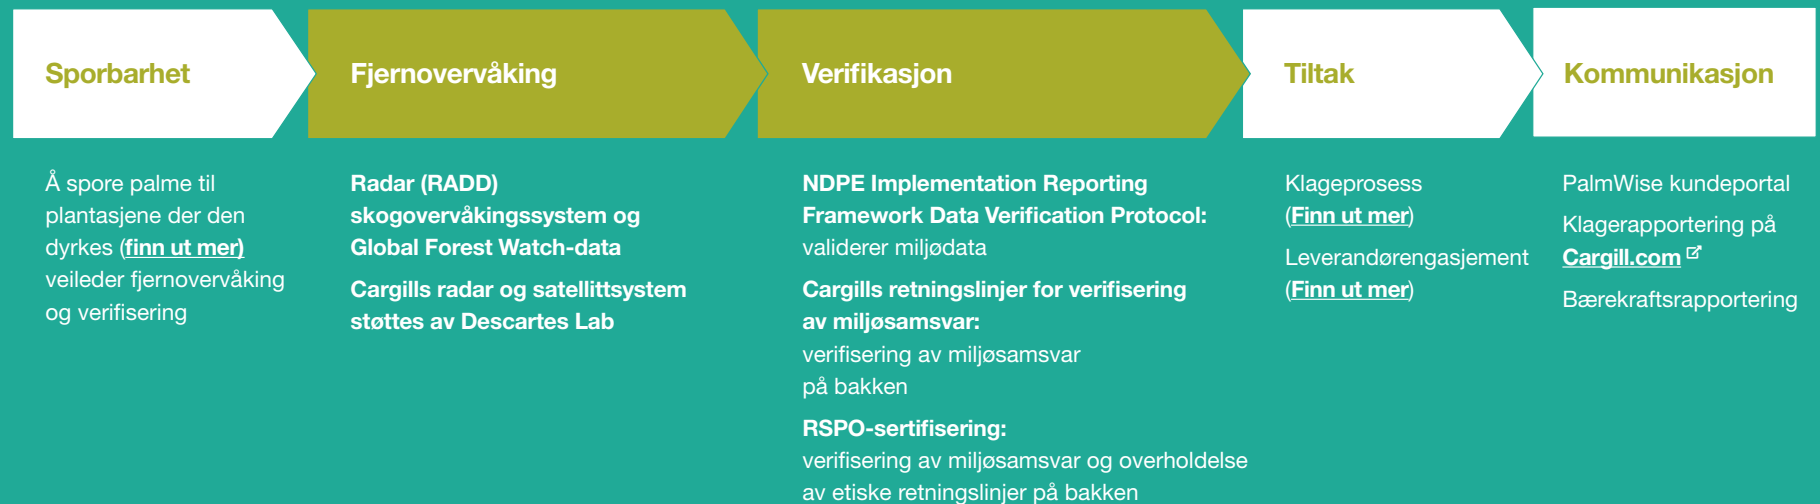 Sporbarhet
Å spore palme til
plantasjene der den
dyrkes (finn ut mer)
veileder fjernovervåking
og verifisering
Fjernovervåking
Radar (RADD)
skogovervåkingssystem og
Global Forest Watch-data
Cargills radar og satellittsystem
støttes av Descartes Lab
Verifikasjon
NDPE Implementation Reporting
Framework Data Verification Protocol:
validerer miljødata
Cargills retningslinjer for verifisering
av miljøsamsvar:
verifisering av miljøsamsvar
på bakken
RSPO-sertifisering:
verifisering av miljøsamsvar og overholdelse
av etiske retningslinjer på bakken
Tiltak
Klageprosess
(Finn ut mer)
Leverandørengasjement
(Finn ut mer)
Kommunikasjon
PalmWise kundeportal
Klagerapportering på
Cargill.com
Bærekraftsrapportering